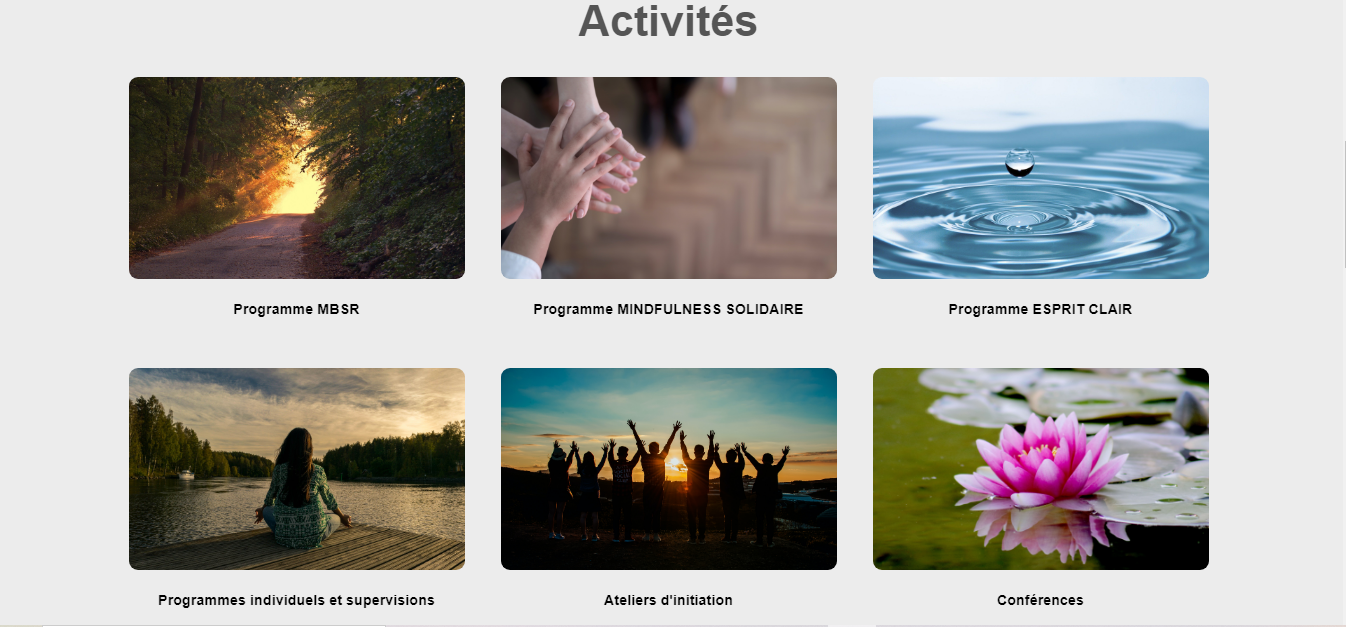 Activités
Programme MBSR
Programme MINDFULNESS SOLIDAIRE
Programme ESPRIT CLAIR
Programmes individuels et supervisions
Ateliers d'initiation
Conférences